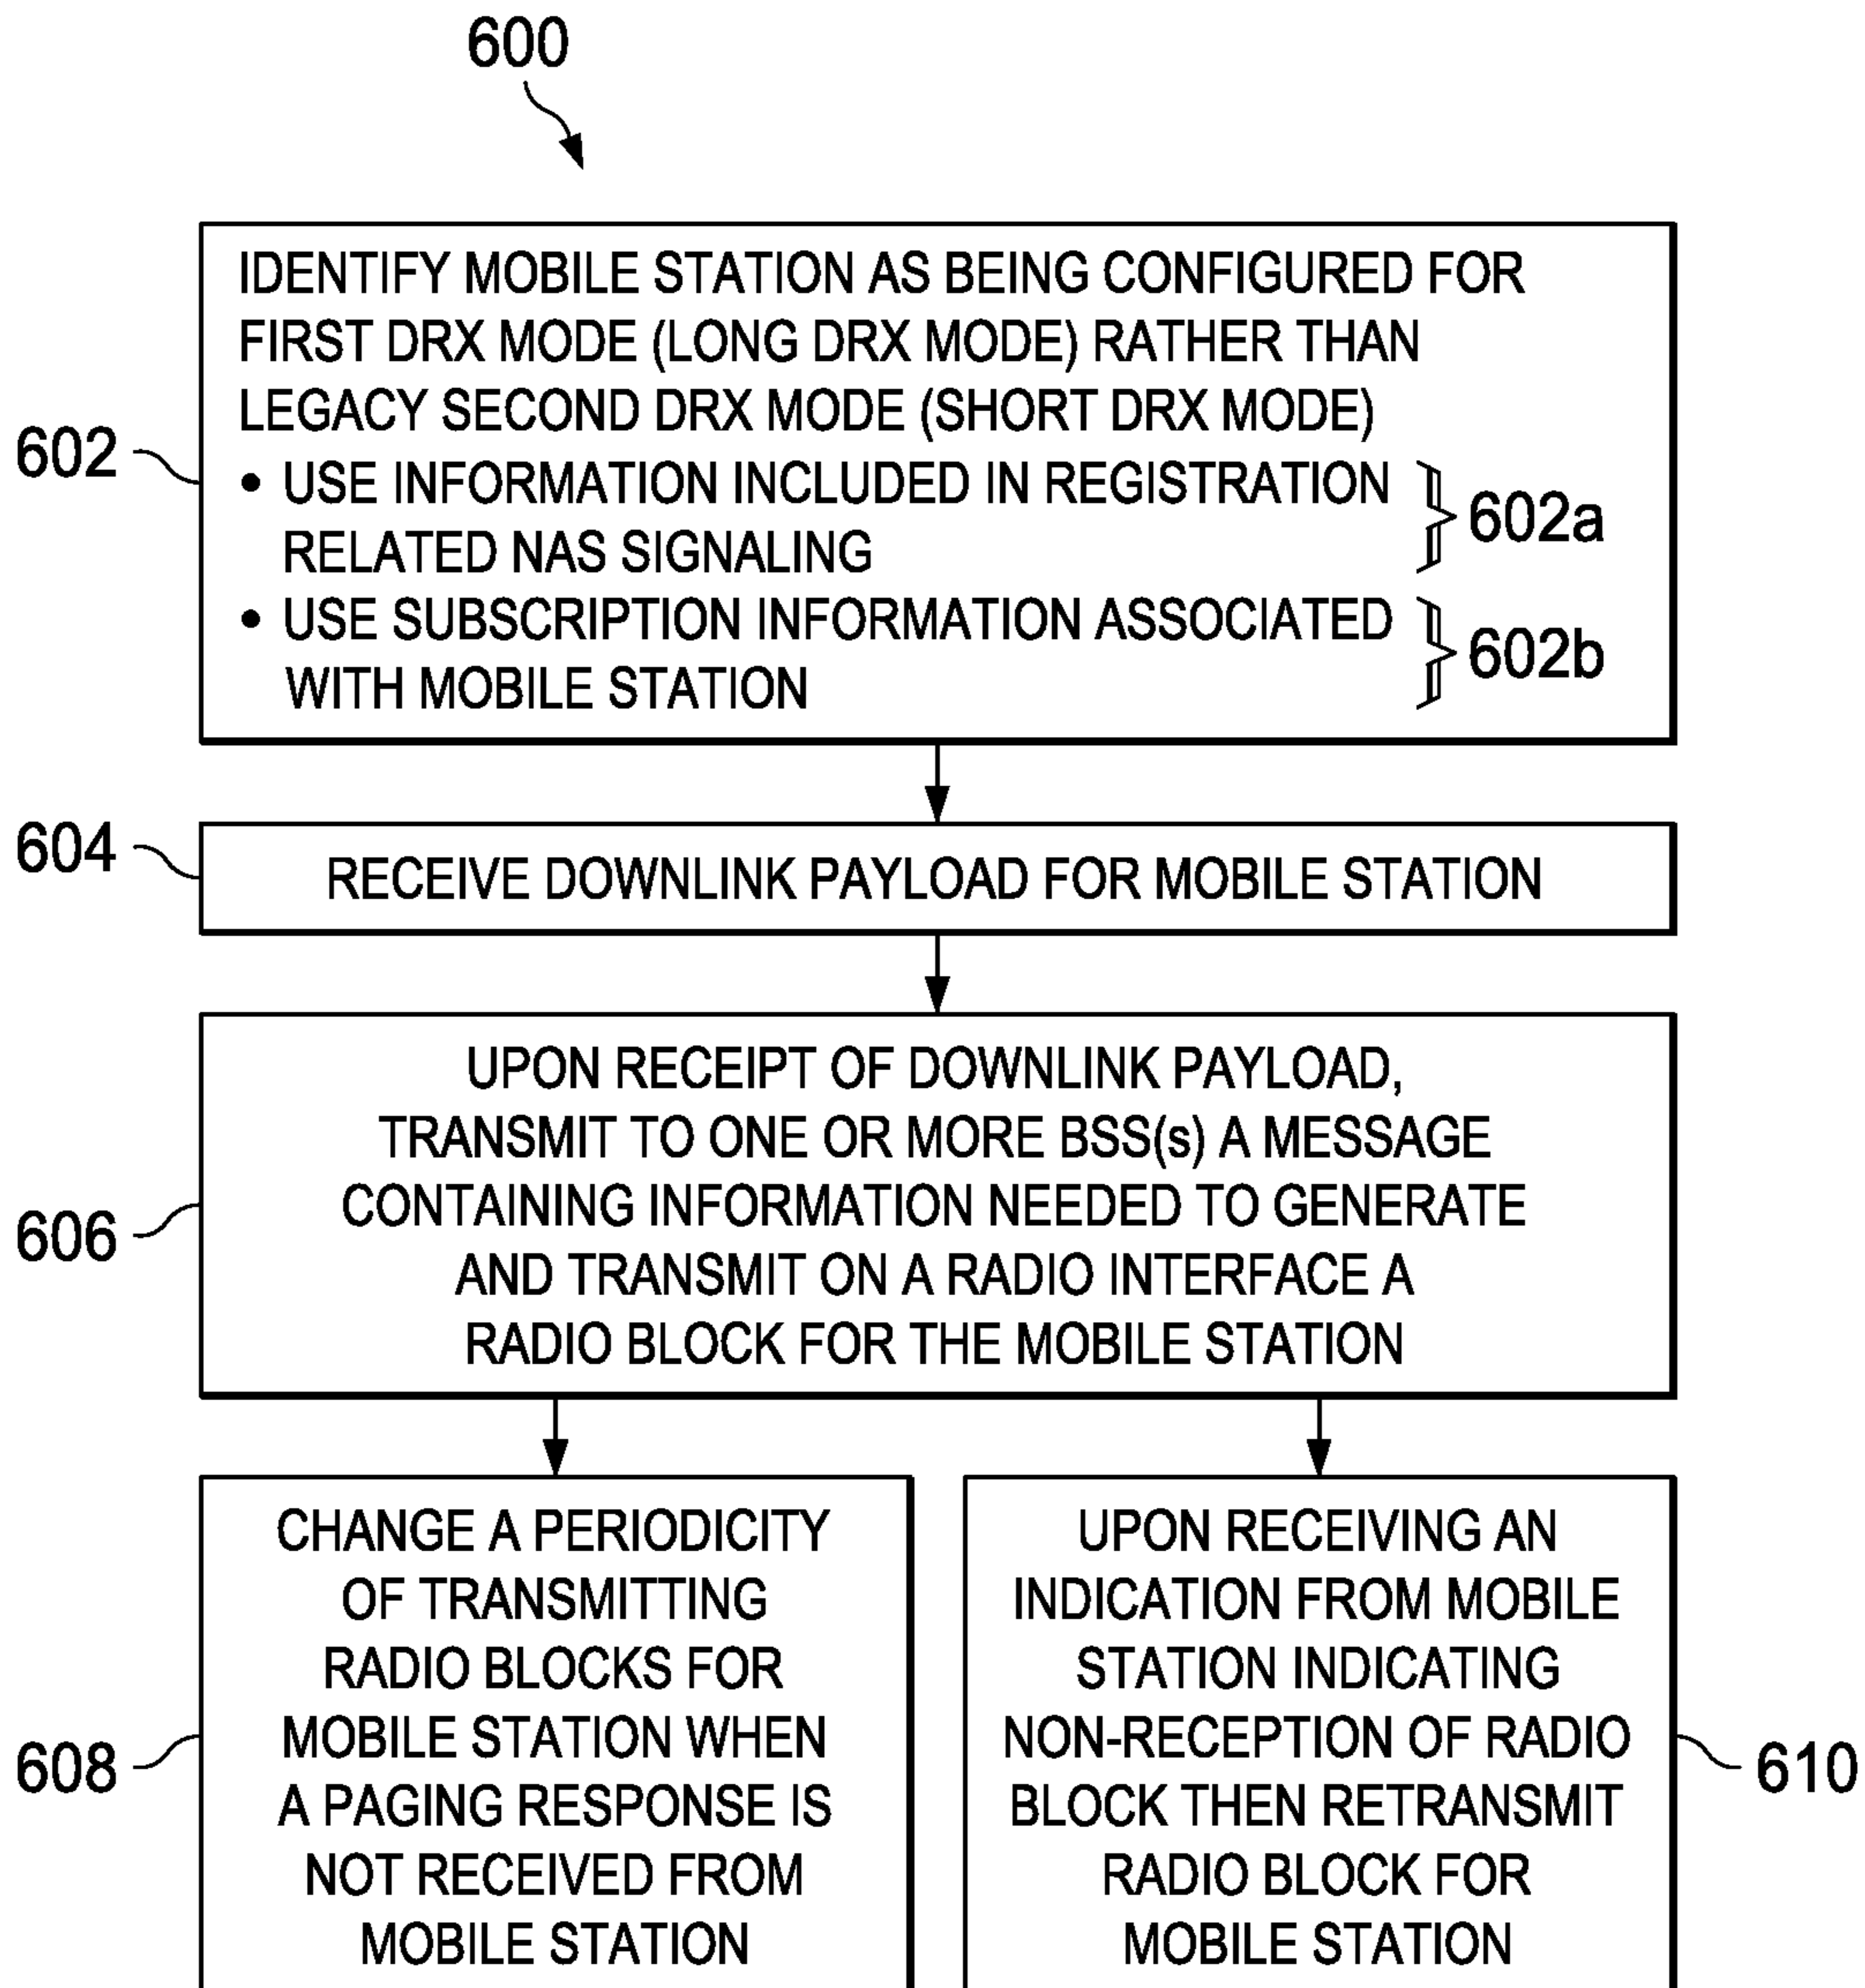 600
IDENTIFY MOBILE STATION AS BEING CONFIGURED FOR
FIRST DRX MODE (LONG DRX MODE) RATHER THAN
LEGACY SECOND DRX MODE (SHORT DRX MODE)
602
• USE INFORMATION INCLUDED IN REGISTRATION
RELATED NAS SIGNALING
602a
• USE SUBSCRIPTION INFORMATION ASSOCIATED
WITH MOBILE STATION
602b
604
RECEIVE DOWNLINK PAYLOAD FOR MOBILE STATION
UPON RECEIPT OF DOWNLINK PAYLOAD,
TRANSMIT TO ONE OR MORE BSS(s) A MESSAGE
CONTAINING INFORMATION NEEDED TO GENERATE
AND TRANSMIT ON A RADIO INTERFACE A
RADIO BLOCK FOR THE MOBILE STATION
606
CHANGE A PERIODICITY
OF TRANSMITTING
RADIO BLOCKS FOR
MOBILE STATION WHEN
A PAGING RESPONSE IS
NOT RECEIVED FROM
MOBILE STATION
608
UPON RECEIVING AN
INDICATION FROM MOBILE
STATION INDICATING
NON-RECEPTION OF RADIO
BLOCK THEN RETRANSMIT
RADIO BLOCK FOR
MOBILE STATION
610